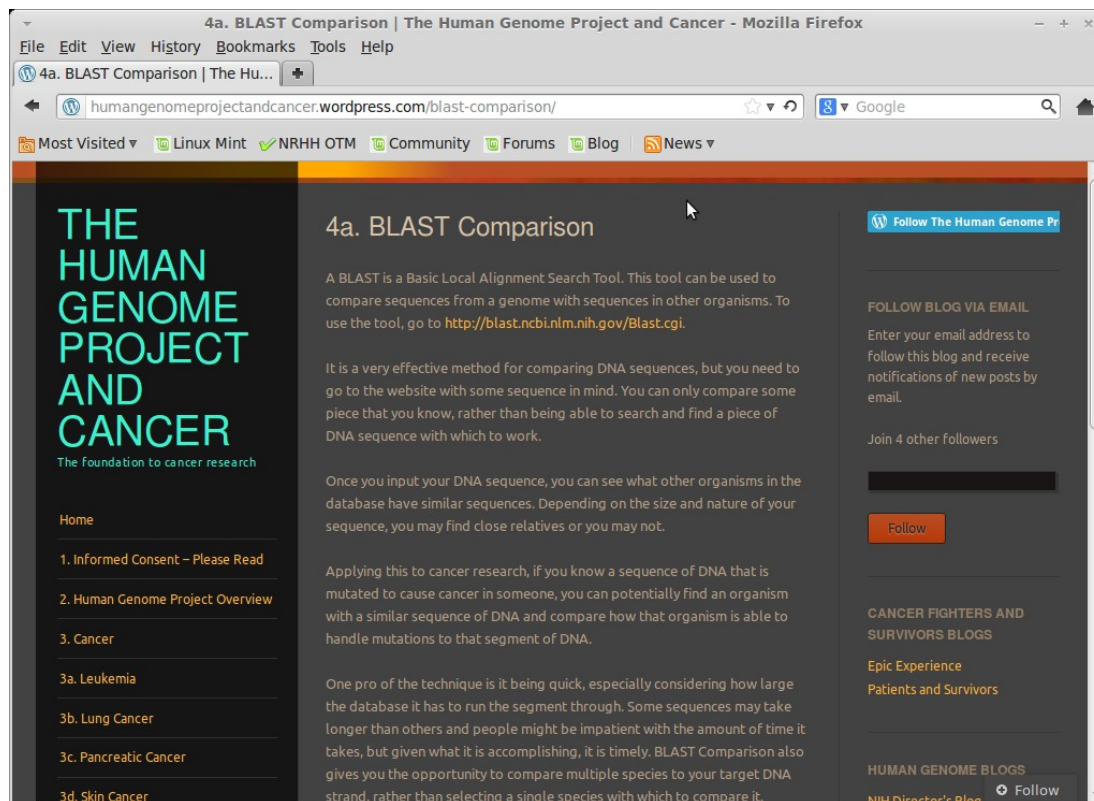 4a. BLAST Comparison | The Human Genome Project and Cancer - Mozilla Firefox
File Edit View History Bookmarks Tools Help
4a. BLAST Comparison | The Hu...
humangenomeprojectandcancer.wordpress.com/blast-comparison/
Google
Most Visited
Linux Mint
NRHH OTM
Community
Forums
Blog
News
THE
HUMAN
GENOME
PROJECT
AND
CANCER
The foundation to cancer research
Home
1. Informed Consent – Please Read
2. Human Genome Project Overview
3. Cancer
3a. Leukemia
3b. Lung Cancer
3c. Pancreatic Cancer
3d. Skin Cancer
4a. BLAST Comparison
A BLAST is a Basic Local Alignment Search Tool. This tool can be used to
compare sequences from a genome with sequences in other organisms. To
use the tool, go to http://blast.ncbi.nlm.nih.gov/Blast.cgi.
It is a very effective method for comparing DNA sequences, but you need to
go to the website with some sequence in mind. You can only compare some
piece that you know, rather than being able to search and find a piece of
DNA sequence with which to work.
Once you input your DNA sequence, you can see what other organisms in the
database have similar sequences. Depending on the size and nature of your
sequence, you may find close relatives or you may not.
Applying this to cancer research, if you know a sequence of DNA that is
mutated to cause cancer in someone, you can potentially find an organism
with a similar sequence of DNA and compare how that organism is able to
handle mutations to that segment of DNA.
One pro of the technique is it being quick, especially considering how large
the database it has to run the segment through. Some sequences may take
longer than others and people might be impatient with the amount of time it
takes, but given what it is accomplishing, it is timely. BLAST Comparison also
gives you the opportunity to compare multiple species to your target DNA
strand, rather than selecting a single species with which to compare it.
Follow The Human Genome Pr
FOLLOW BLOG VIA EMAIL
Enter your email address to
follow this blog and receive
notifications of new posts by
email.
Join 4 other followers
Follow
CANCER FIGHTERS AND
SURVIVORS BLOGS
Epic Experience
Patients and Survivors
HUMAN GENOME BLOGS
NIH Director's Blog
Follow